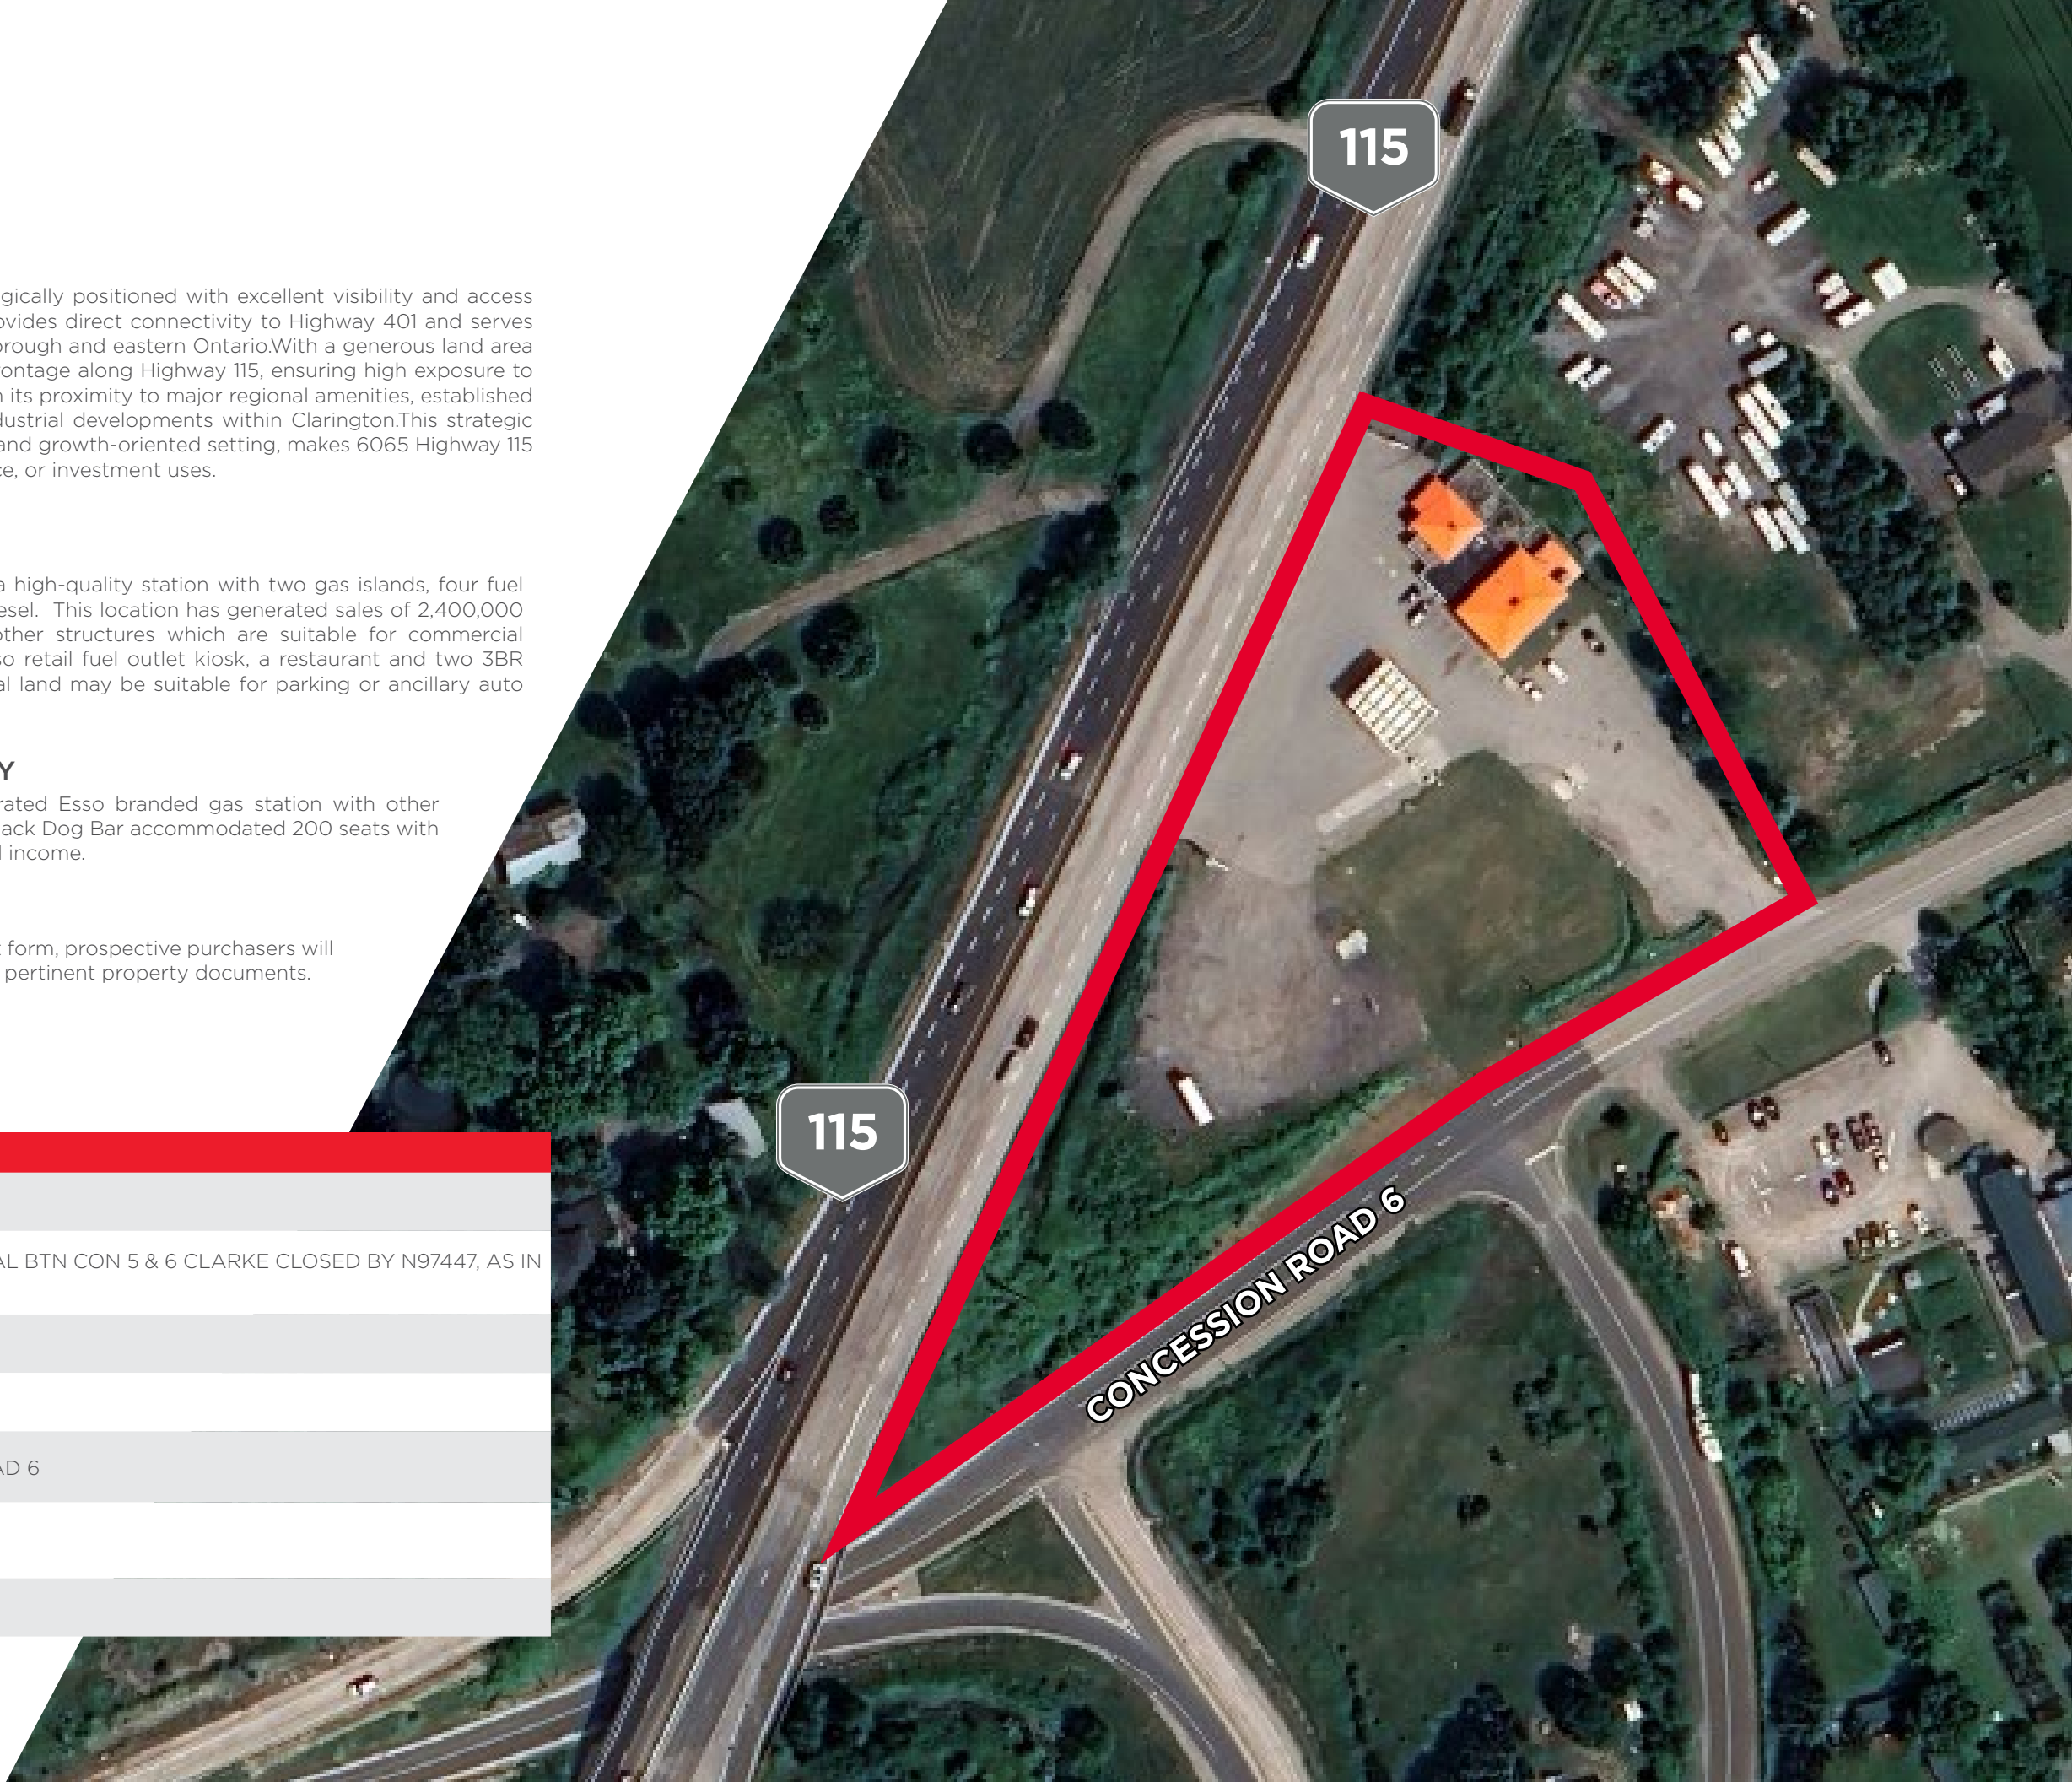 gically positioned with excellent visibility and access
ovides direct connectivity to Highway 401 and serves
orough and eastern Ontario.With a generous land area
ontage along Highway 115, ensuring high exposure to
n its proximity to major regional amenities, established
dustrial developments within Clarington.This strategic
and growth-oriented setting, makes 6065 Highway 115
ce, or investment uses.
a high-quality station with two gas islands, four fuel
esel. This location has generated sales of 2,400,000
other structures which are suitable for commercial
so retail fuel outlet kiosk, a restaurant and two 3BR
al land may be suitable for parking or ancillary auto
Y
rated Esso branded gas station with other
lack Dog Bar accommodated 200 seats with
l income.
t form, prospective purchasers will
pertinent property documents.
AL BTN CON 5 & 6 CLARKE CLOSED BY N97447, AS IN
AD 6
115
115
CONCESSION ROAD 6